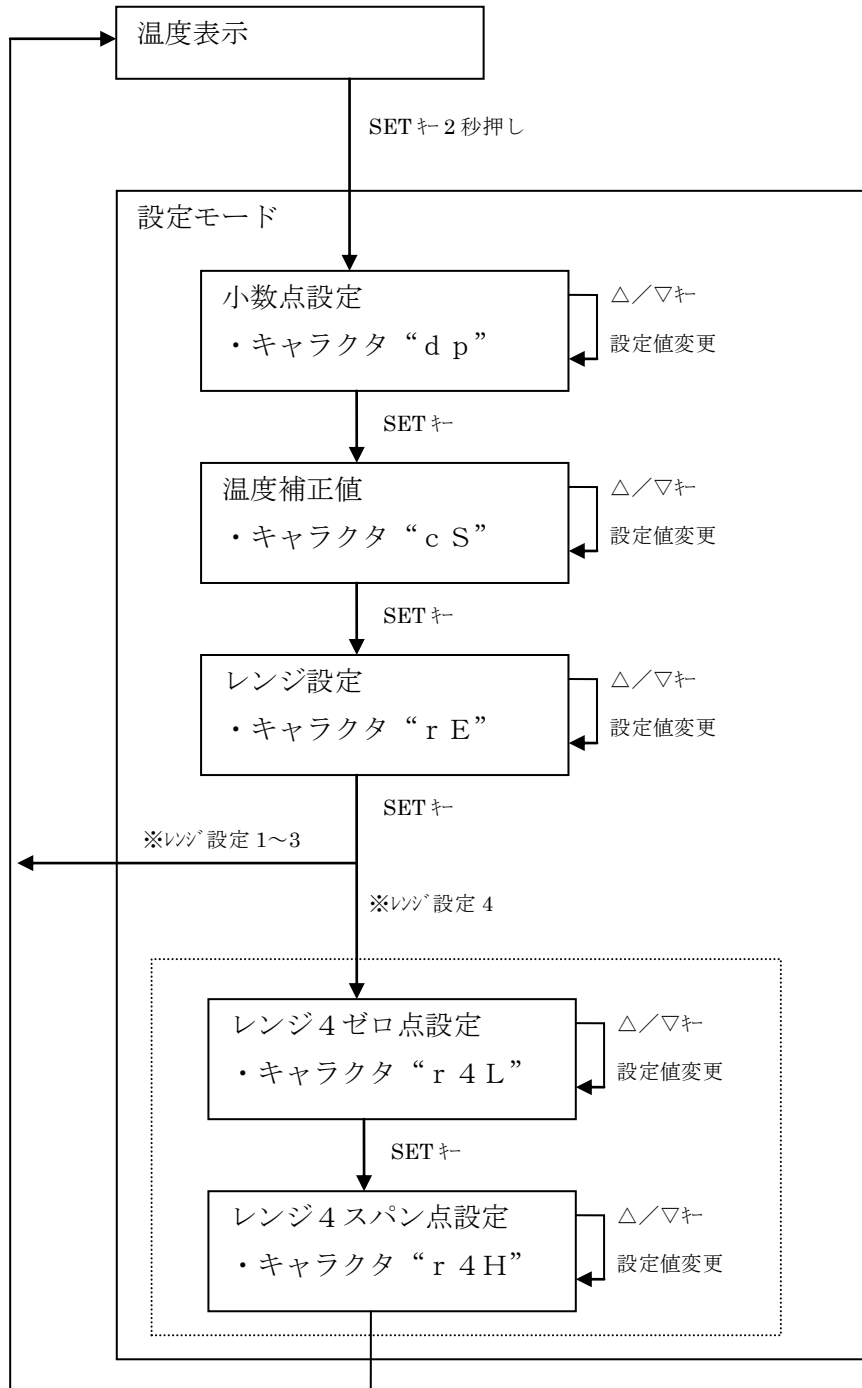 温度表示
SETキー2秒押し
設定モード
小数点設定
・キャラクタ“ｄｐ”
△／▽キー
設定値変更
SETキー
温度補正値
・キャラクタ“ｃＳ”
△／▽キー
設定値変更
SETキー
レンジ設定
・キャラクタ“ｒＥ”
△／▽キー
設定値変更
SETキー
※ﾚﾝｼﾞ設定1～3
※ﾚﾝｼﾞ設定4
レンジ４ゼロ点設定
・キャラクタ“ｒ４Ｌ”
△／▽キー
設定値変更
SETキー
レンジ４スパン点設定
・キャラクタ“ｒ４Ｈ”
△／▽キー
設定値変更